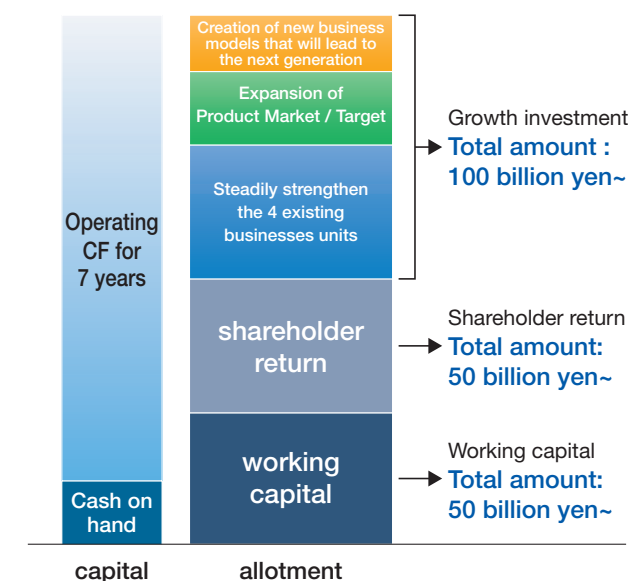 Operating
CF for
7 years
Cash on
hand
capital
Creation of new business
models that will lead to
the next generation
Expansion of
Product Market / Target
Steadily strengthen
the 4 existing
businesses units
shareholder
return
working
capital
allotment
Growth investment
Total amount :
100 billion yen~
Shareholder return
Total amount:
50 billion yen~
Working capital
Total amount:
50 billion yen~